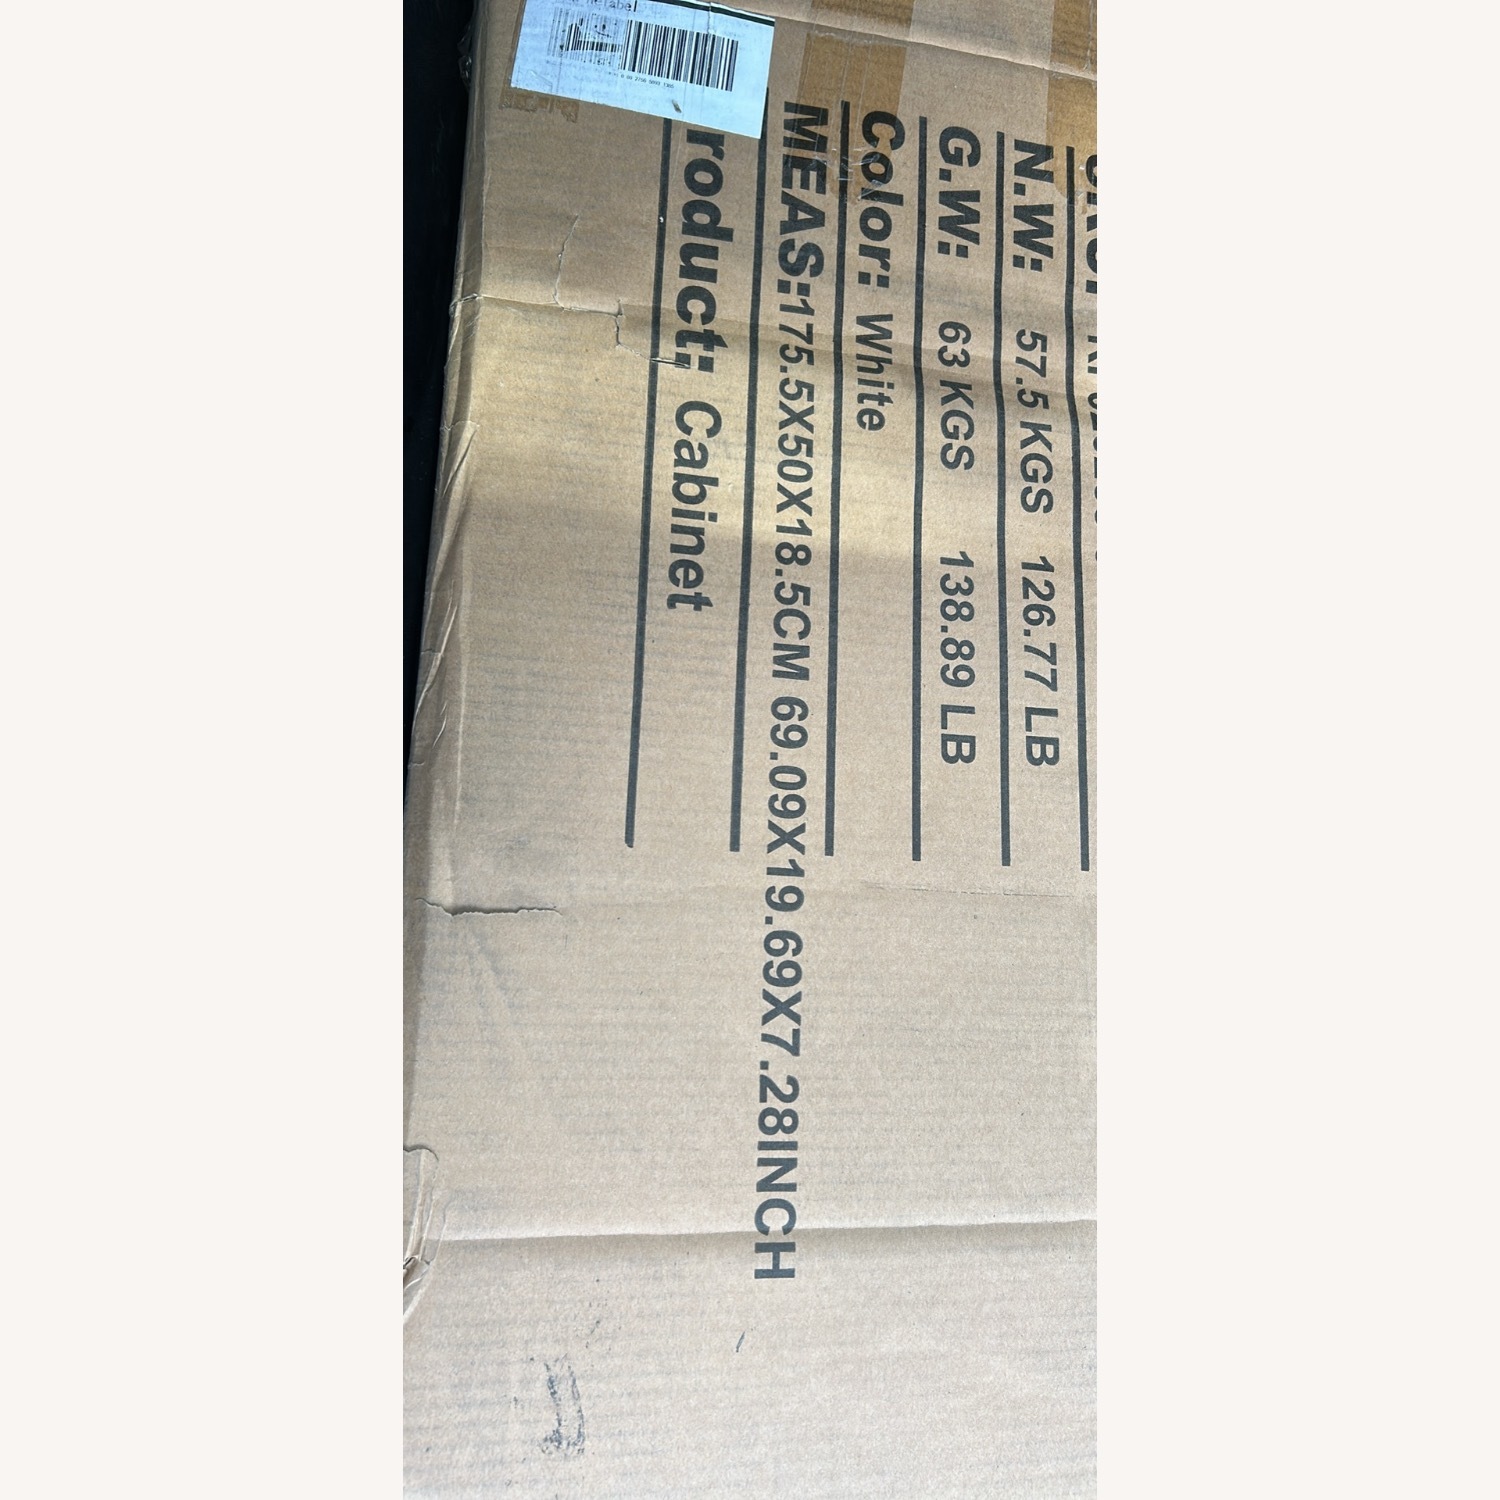 N.W: 57.5 KGS 126.77 LB
G.W: 63 KGS 138.89 LB
Color: White
MEAS:175.5X50X18.5CM 69.09X19.69X7.28INCH
roduct: Cabinet